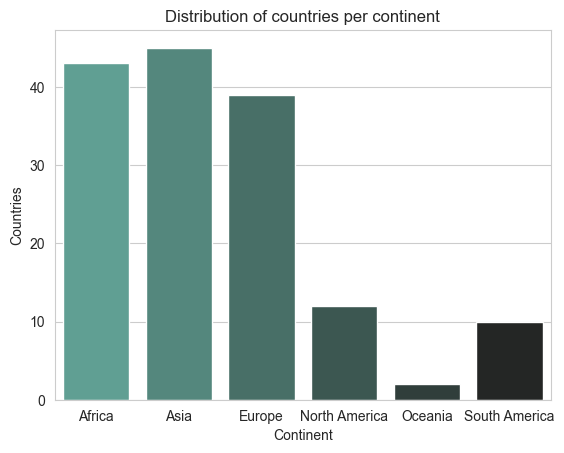 Distribution of countries per continent
Countries
40
30
20
10
0
Africa Asia Europe North America Oceania South America
Continent